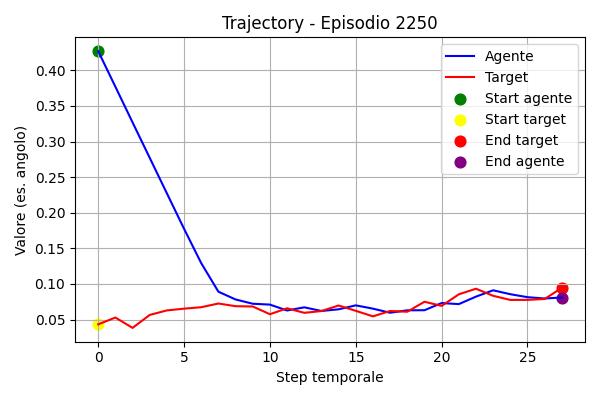 Trajectory - Episodio 2250
Valore (es. angolo)
0.40
0.35
0.30
0.25
0.20
0.15
0.10
0.05
Agente
Target
Start agente
Start target
End target
End agente
0 5 10 15 20 25
Step temporale